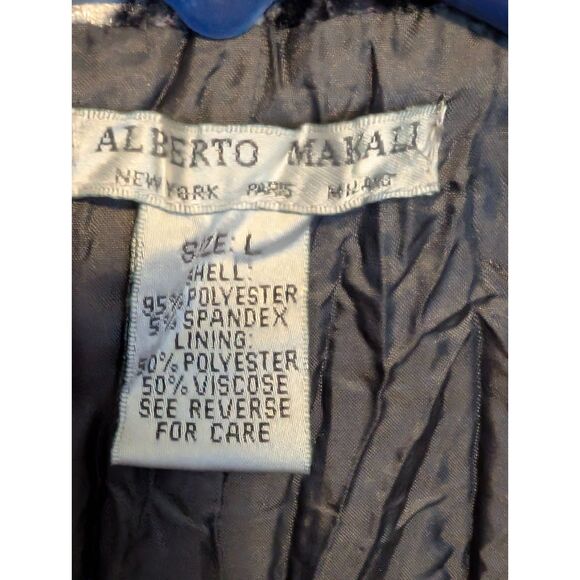 ALBERTO MAKALI
NEW YORK PARIS MILANO
SIZE: L
SHELL:
95% POLYESTER
5% SPANDEX
LINING:
50% POLYESTER
50% VISCOSE
SEE REVERSE
FOR CARE